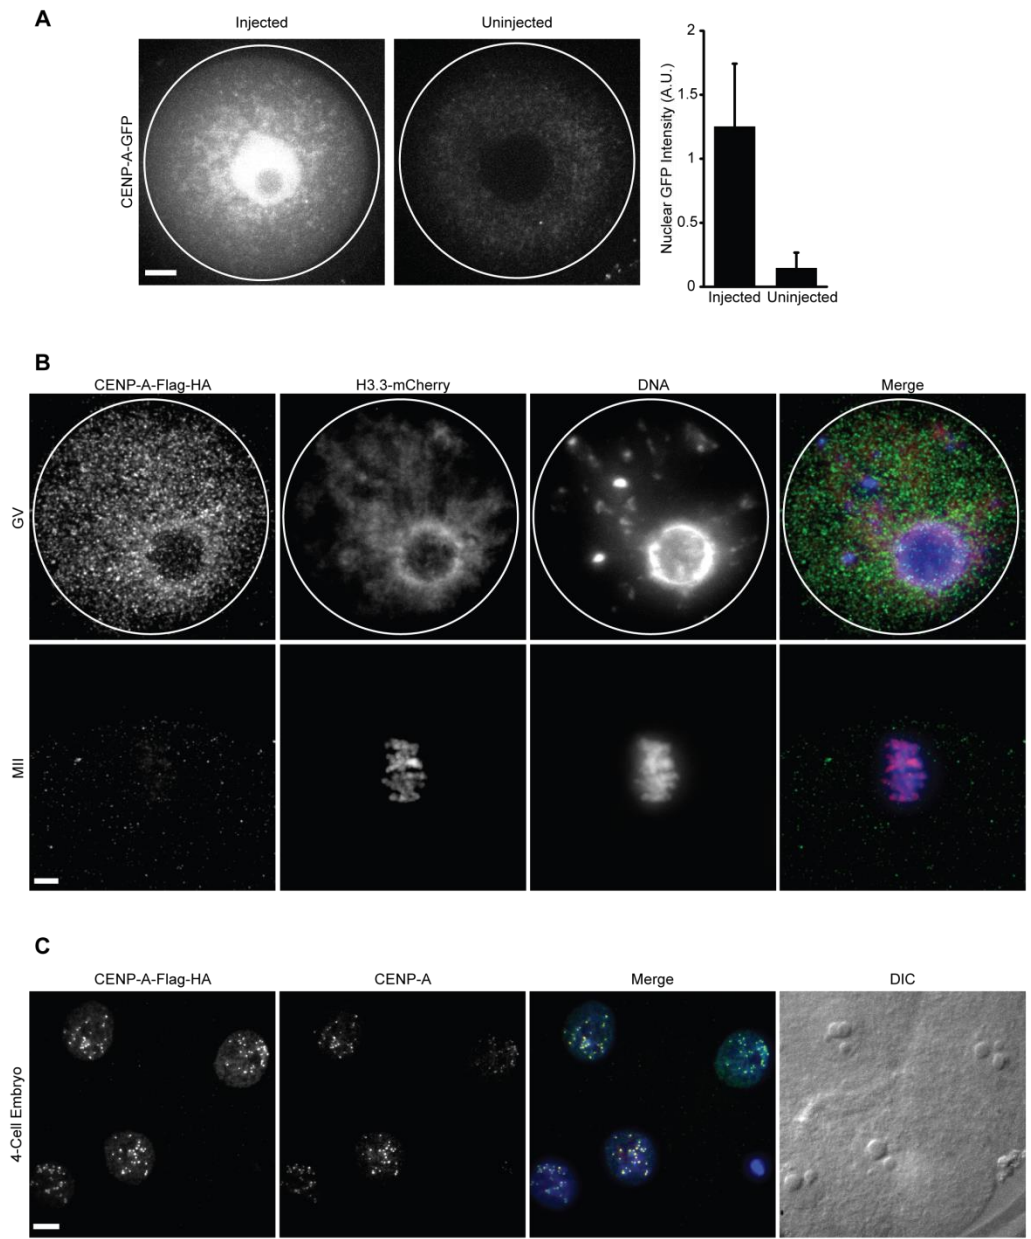 A
Injected
Uninjected
CENP-A-GFP
Nuclear GFP Intensity (A.U.)
2
1.5
1
0.5
0
Injected Uninjected
B
CENP-A-Flag-HA H3.3-mCherry DNA Merge
GV
MII
C
CENP-A-Flag-HA CENP-A Merge DIC
4-Cell Embryo